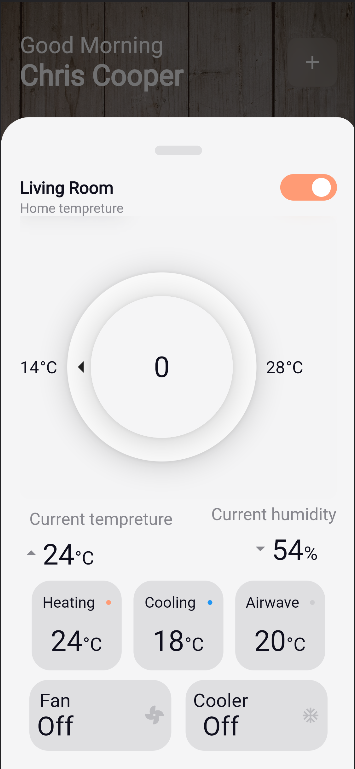 Good Morning
Chris Cooper
+
Living Room
Home tempreture
14°C
0
28°C
Current tempreture
Current humidity
24°C
54%
Heating
Cooling
Airwave
24°C
18°C
20°C
Fan
Cooler
Off
Off